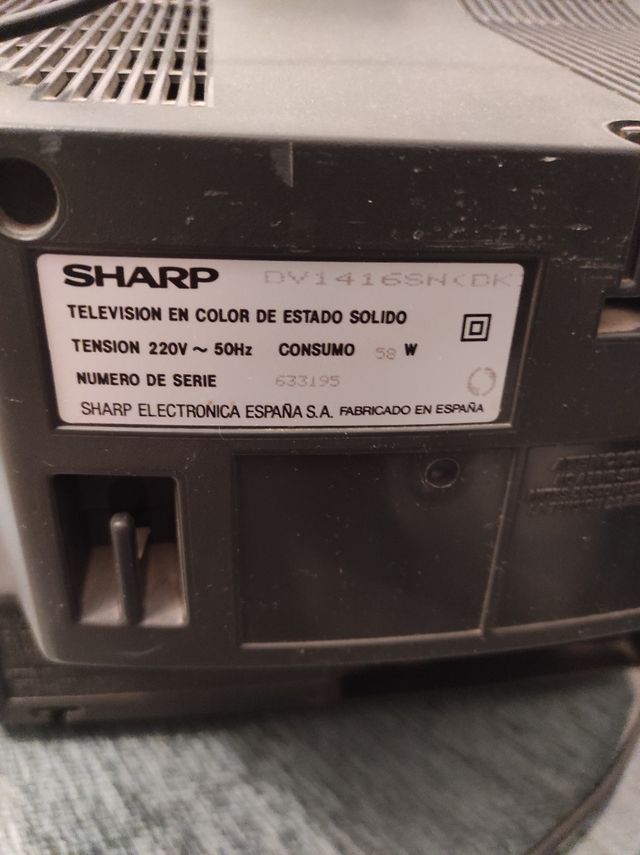 SHARP DV1416SN(DK)
TELEVISION EN COLOR DE ESTADO SOLIDO
TENSION 220V ~ 50Hz CONSUMO 58 W
NUMERO DE SERIE 633195
SHARP ELECTRONICA ESPAÑA S.A. FABRICADO EN ESPAÑA